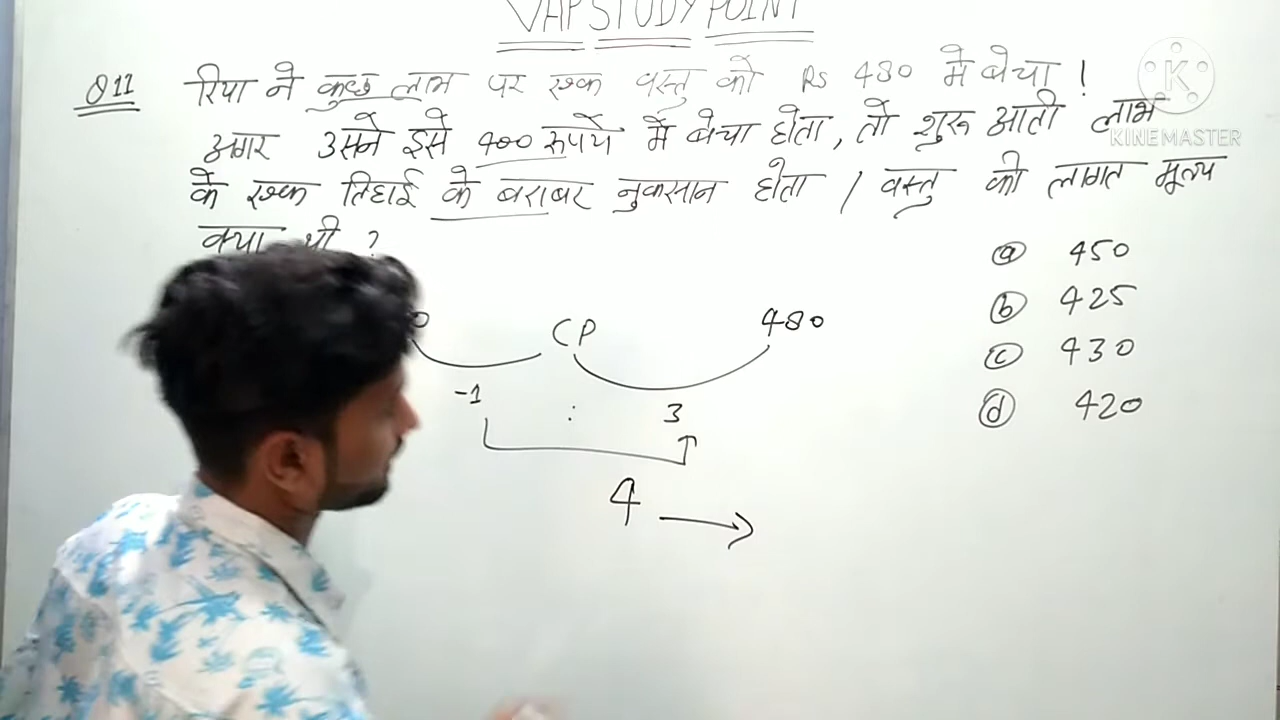 VAP STUDY POINT
Q11 रिया ने कुछ लाभ पर एक वस्तु को Rs 480 में बेचा !
अगर उसने इसे 400 रूपये में बेचा होता, तो शुरू आती लाभ
के एक तिहाई के बराबर नुकसान होता / वस्तु की लागत मूल्य
क्या थी ?
(a) 450
(b) 425
(c) 430
(d) 420
CP 480
-1 : 3
4 →
KINEMASTER